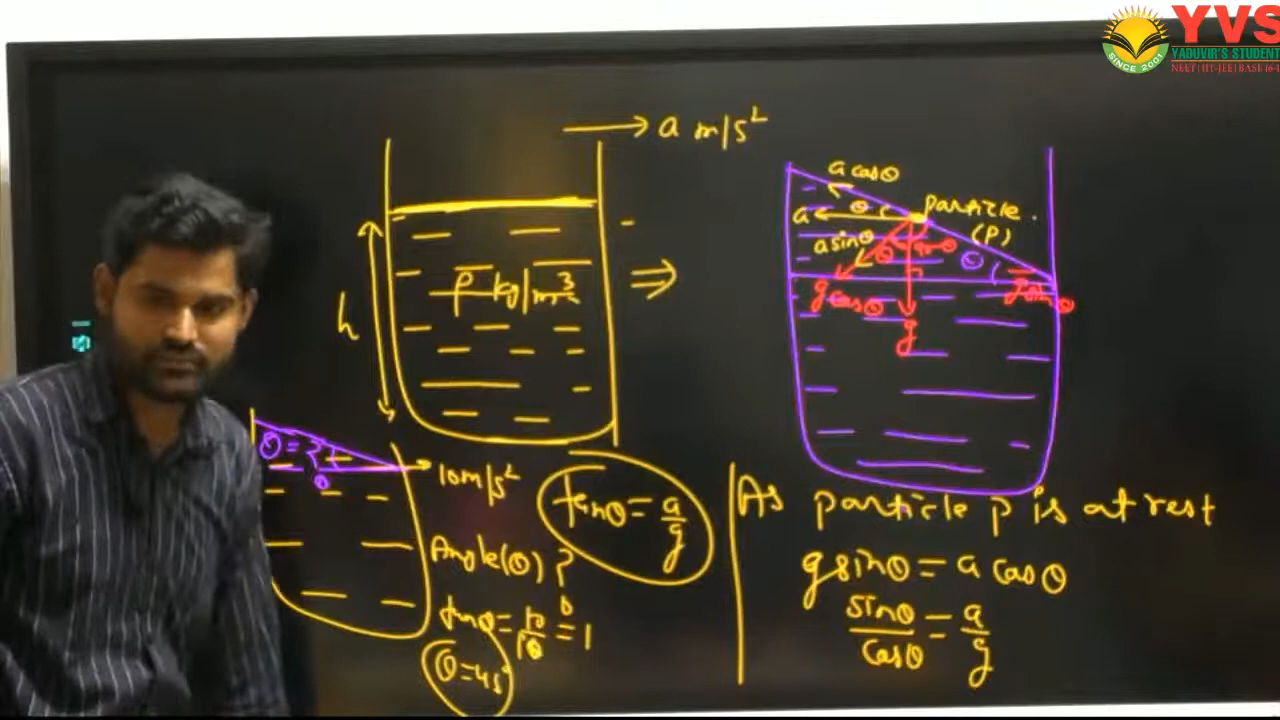 YVS
YADUVIR'S STUDENT
SINCE 2001
a m/s²
h
ρ kg/m³
⇒
a cosθ
a
θ
particle
(P)
a sinθ
θ
θ
g cosθ
g sinθ
g
θ = ?
10 m/s²
Angle(θ) ?
tanθ = 10/10 = 1
θ = 45°
tanθ = a/g
As particle p is at rest
g sinθ = a cosθ
sinθ/cosθ = a/g